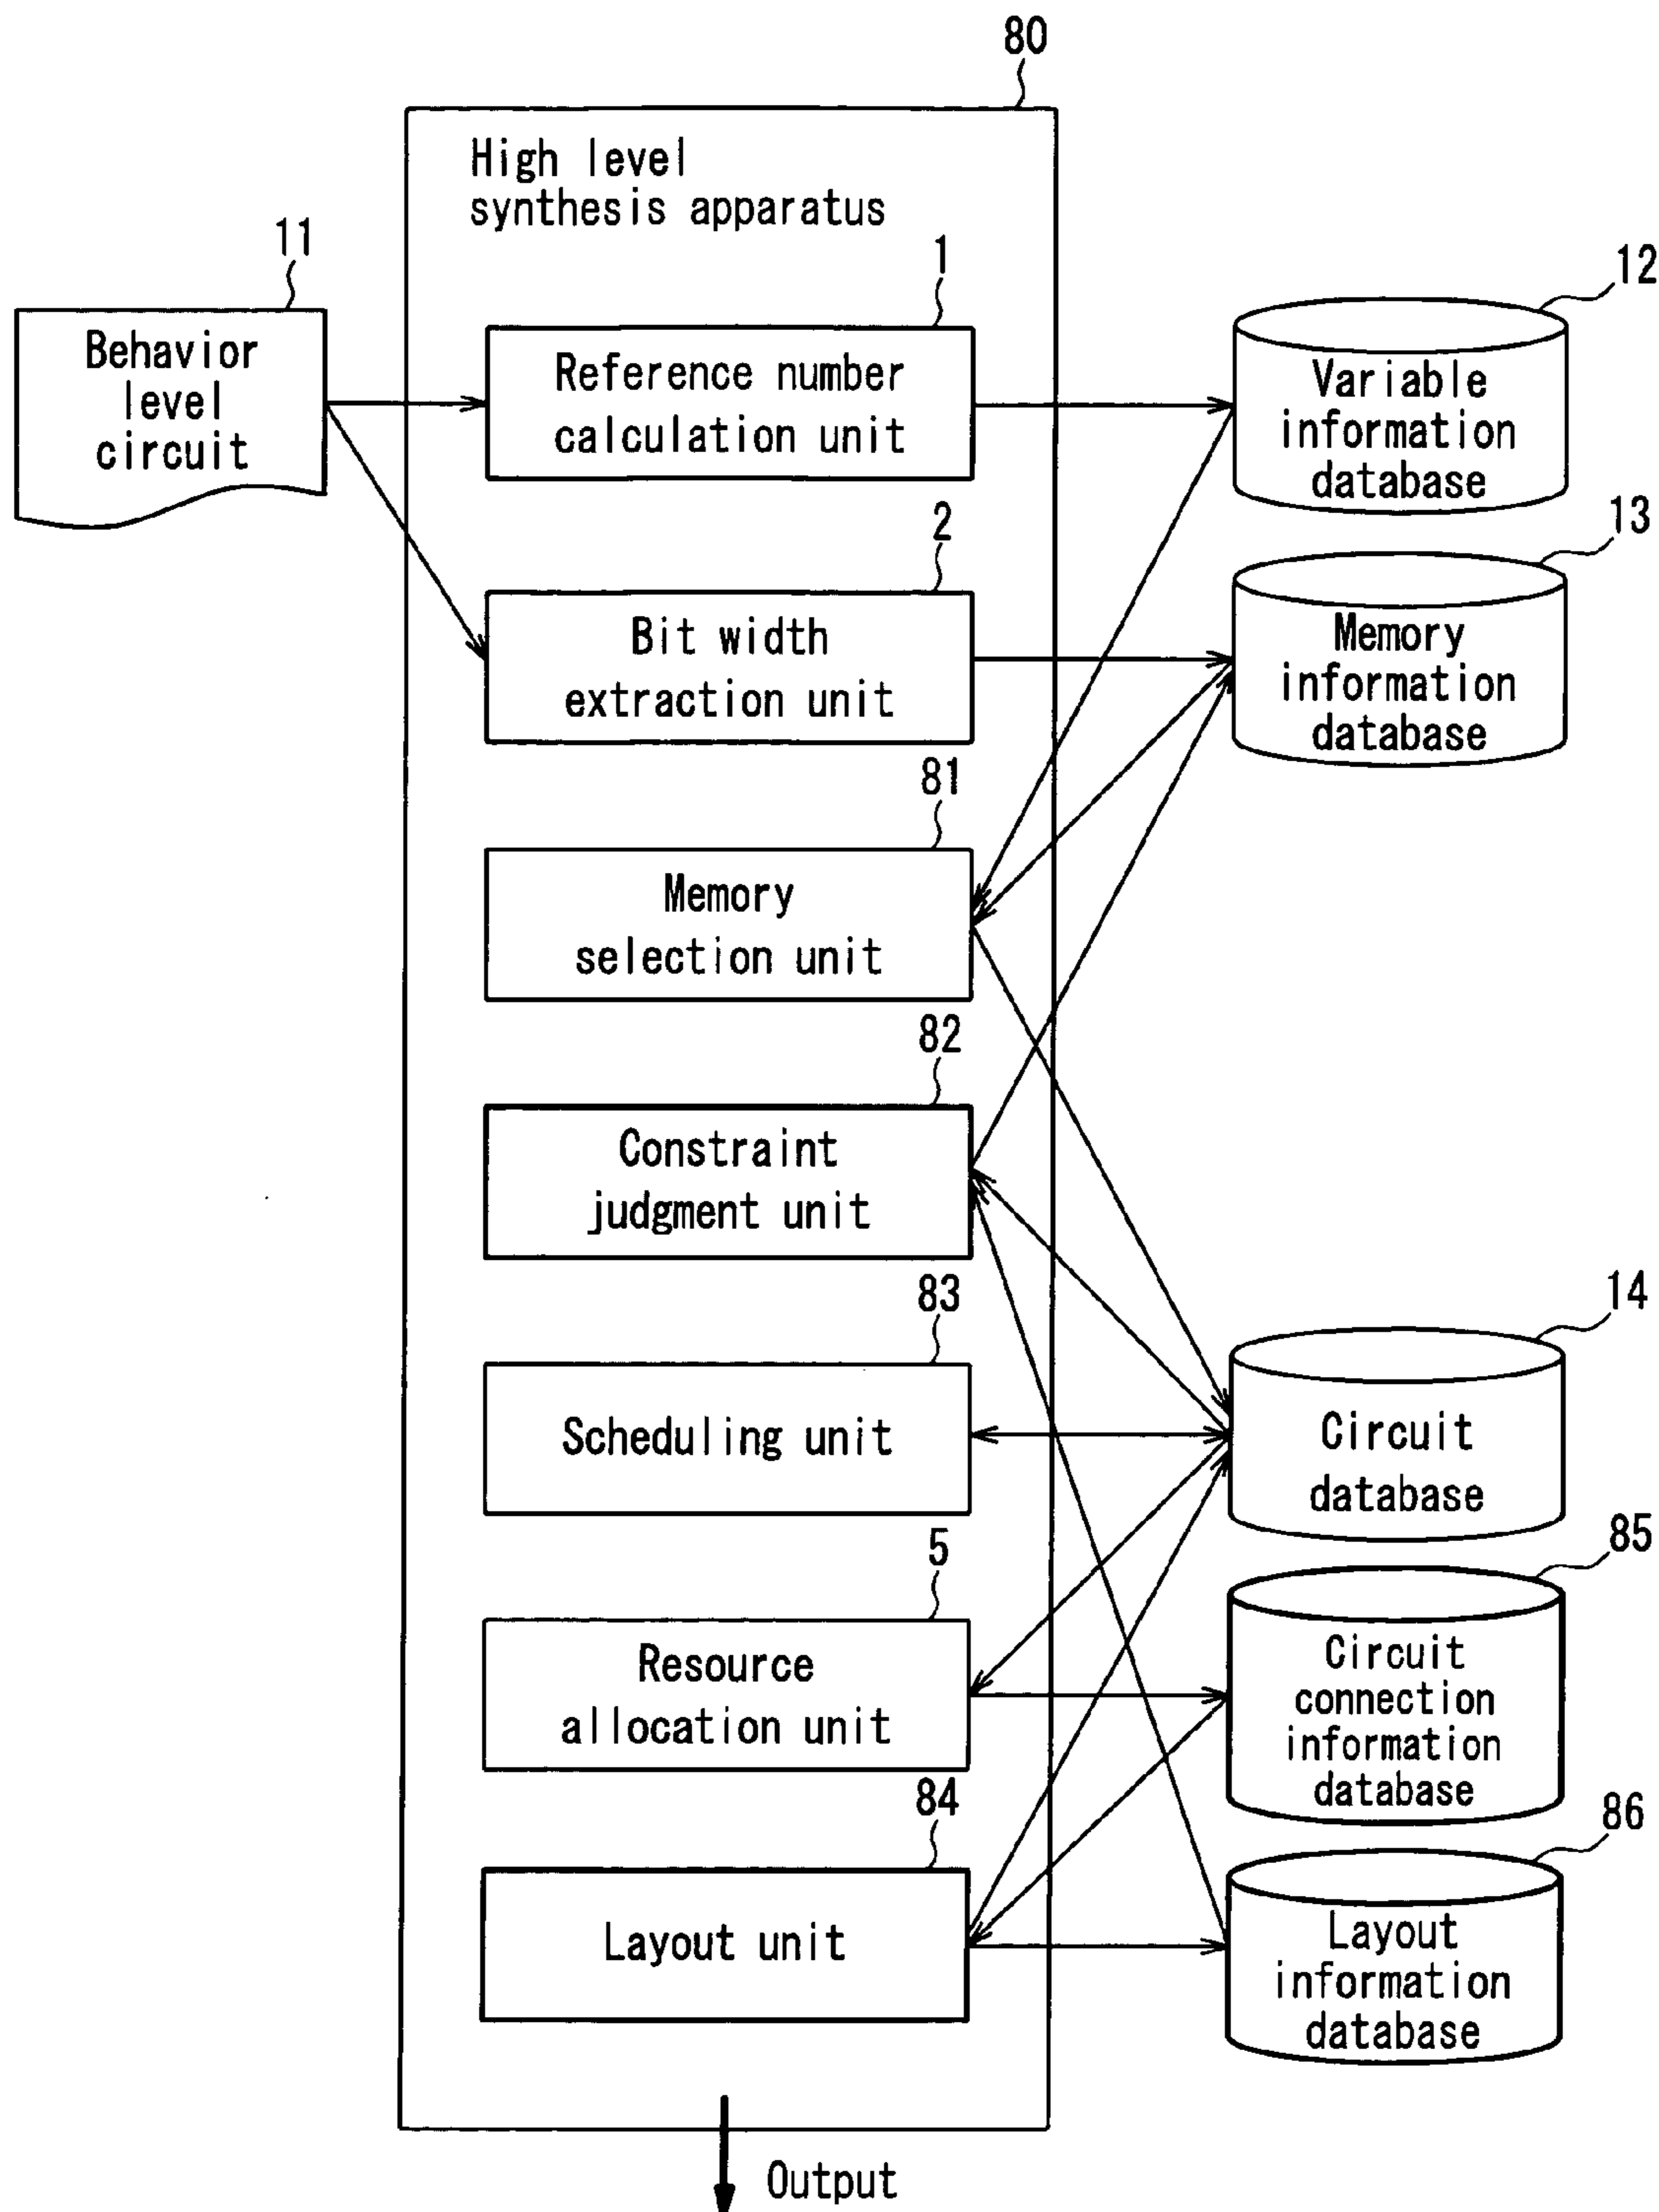 80
High level
synthesis apparatus
11
Behavior
level
circuit
1
Reference number
calculation unit
12
Variable
information
database
2
Bit width
extraction unit
13
Memory
information
database
81
Memory
selection unit
82
Constraint
judgment unit
83
Scheduling unit
14
Circuit
database
5
Resource
allocation unit
85
Circuit
connection
information
database
84
Layout unit
86
Layout
information
database
Output